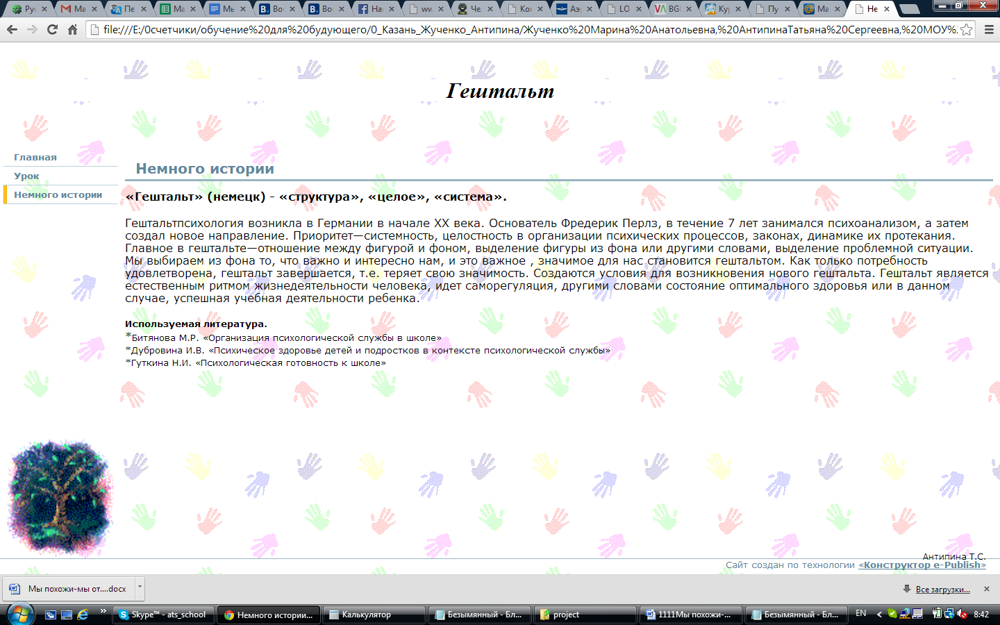 Рус
Ма
Пе
Ма
Мы
Вос
Вос
На
ww
Че
Ко
Аэ
LO
BGI
Кур
Пу
Ма
Не
file:///E:/0счетчики/обучение%20для%20будующего/0_Казань_Жученко_Антипина/Жученко%20Марина%20Анатольевна,%20АнтипинаТатьяна%20Сергеевна,%20МОУ%
Гештальт
Главная
Урок
Немного истории
Немного истории
«Гештальт» (немецк) - «структура», «целое», «система».
Гештальтпсихология возникла в Германии в начале XX века. Основатель Фредерик Перлз, в течение 7 лет занимался психоанализом, а затем
создал новое направление. Приоритет—системность, целостность в организации психических процессов, законах, динамике их протекания.
Главное в гештальте—отношение между фигурой и фоном, выделение фигуры из фона или другими словами, выделение проблемной ситуации.
Мы выбираем из фона то, что важно и интересно нам, и это важное , значимое для нас становится гештальтом. Как только потребность
удовлетворена, гештальт завершается, т.е. теряет свою значимость. Создаются условия для возникновения нового гештальта. Гештальт является
естественным ритмом жизнедеятельности человека, идет саморегуляция, другими словами состояние оптимального здоровья или в данном
случае, успешная учебная деятельности ребенка.
Используемая литература.
*Битянова М.Р. «Организация психологической службы в школе»
*Дубровина И.В. «Психическое здоровье детей и подростков в контексте психологической службы»
*Гуткина Н.И. «Психологическая готовность к школе»
Антипина Т.С.
Сайт создан по технологии «Конструктор e-Publish»
Мы похожи-мы от....docx
Все загрузки...
Skype™ - ats_school
Немного истории...
Калькулятор
Безымянный - Бл...
project
1111Мы похожи-...
Безымянный - Бл...
EN
8:42